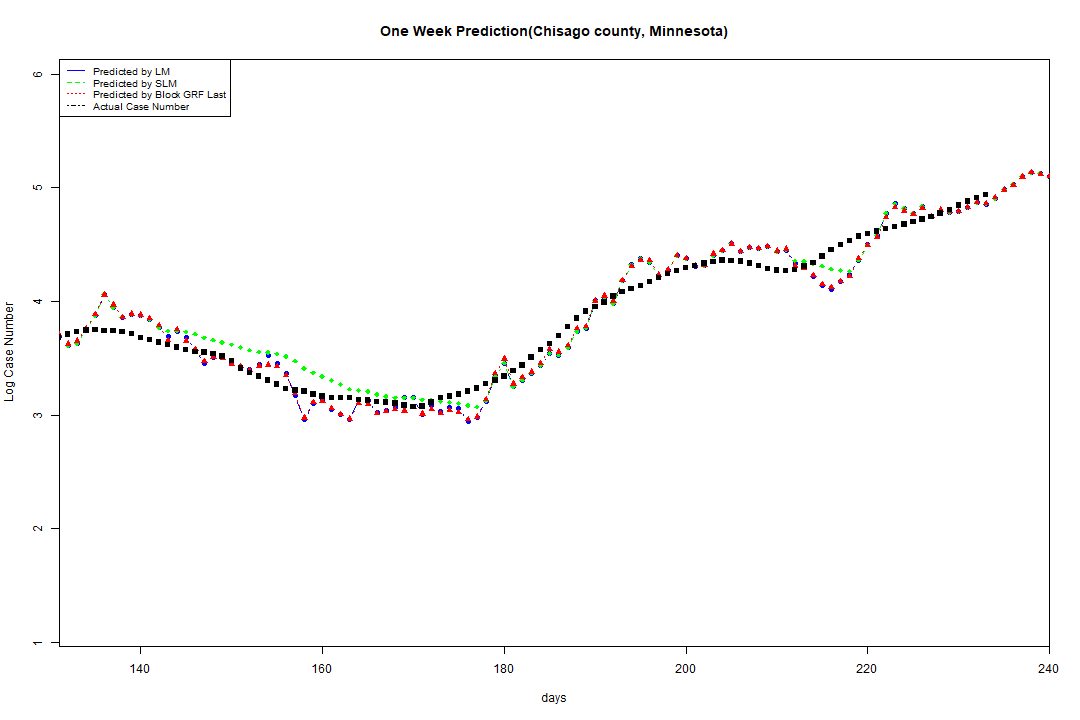 One Week Prediction(Chisago county, Minnesota)
Predicted by LM
Predicted by SLM
Predicted by Block GRF Last
Actual Case Number
6
5
4
3
2
1
Log Case Number
140 160 180 200 220 240
days